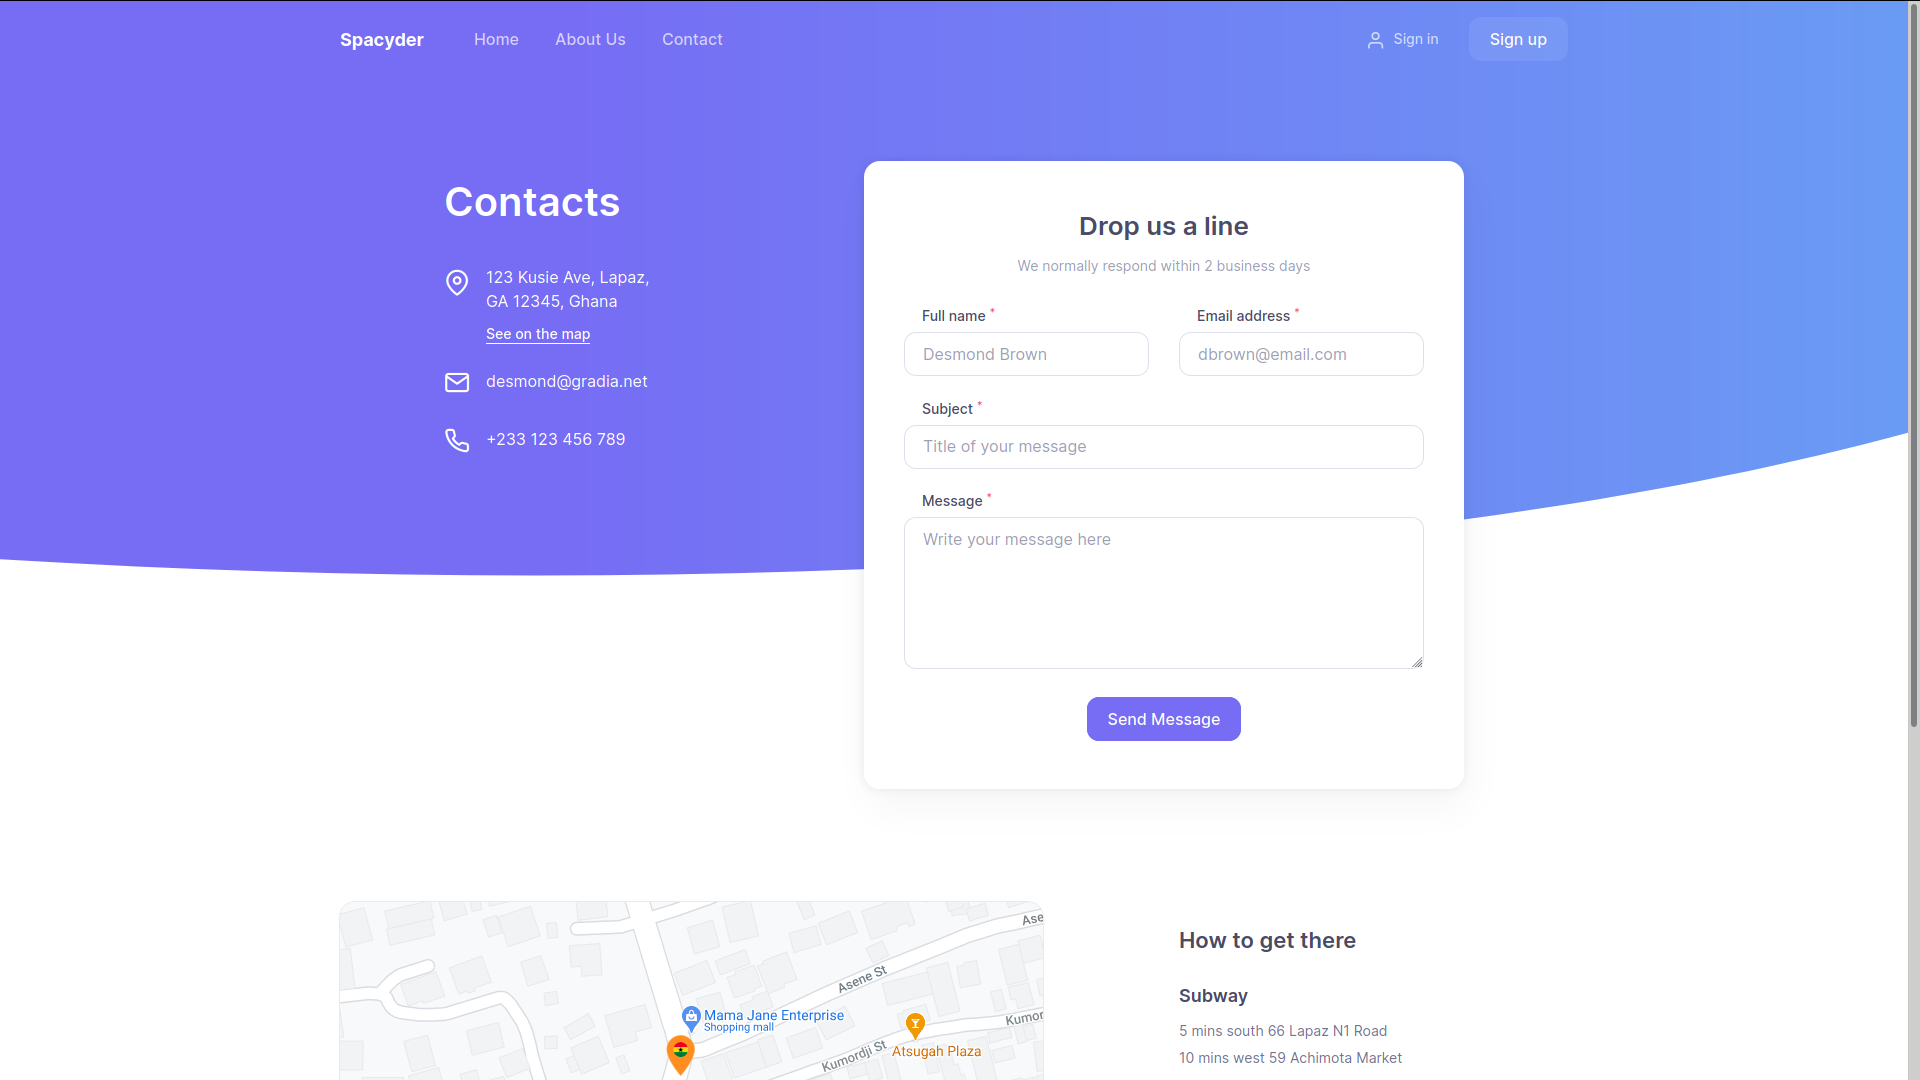 Spacyder
Home
About Us
Contact
Sign in
Sign up
Contacts
123 Kusie Ave, Lapaz,
GA 12345, Ghana
See on the map
desmond@gradia.net
+233 123 456 789
Drop us a line
We normally respond within 2 business days
Full name *
Desmond Brown
Email address *
dbrown@email.com
Subject *
Title of your message
Message *
Write your message here
Send Message
Ase
Asene St
Mama Jane Enterprise
Shopping mall
Kumor
Atsugah Plaza
Kumordji St
How to get there
Subway
5 mins south 66 Lapaz N1 Road
10 mins west 59 Achimota Market